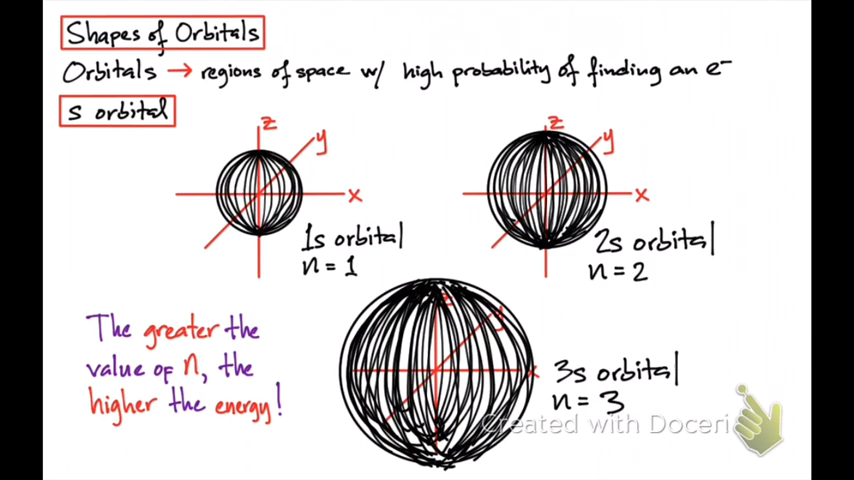 Shapes of Orbitals
Orbitals → regions of space w/ high probability of finding an e⁻
s orbital
z
y
x
1s orbital
n = 1
z
y
x
2s orbital
n = 2
z
y
x
3s orbital
n = 3
The greater the
value of n, the
higher the energy!
Created with Doceri